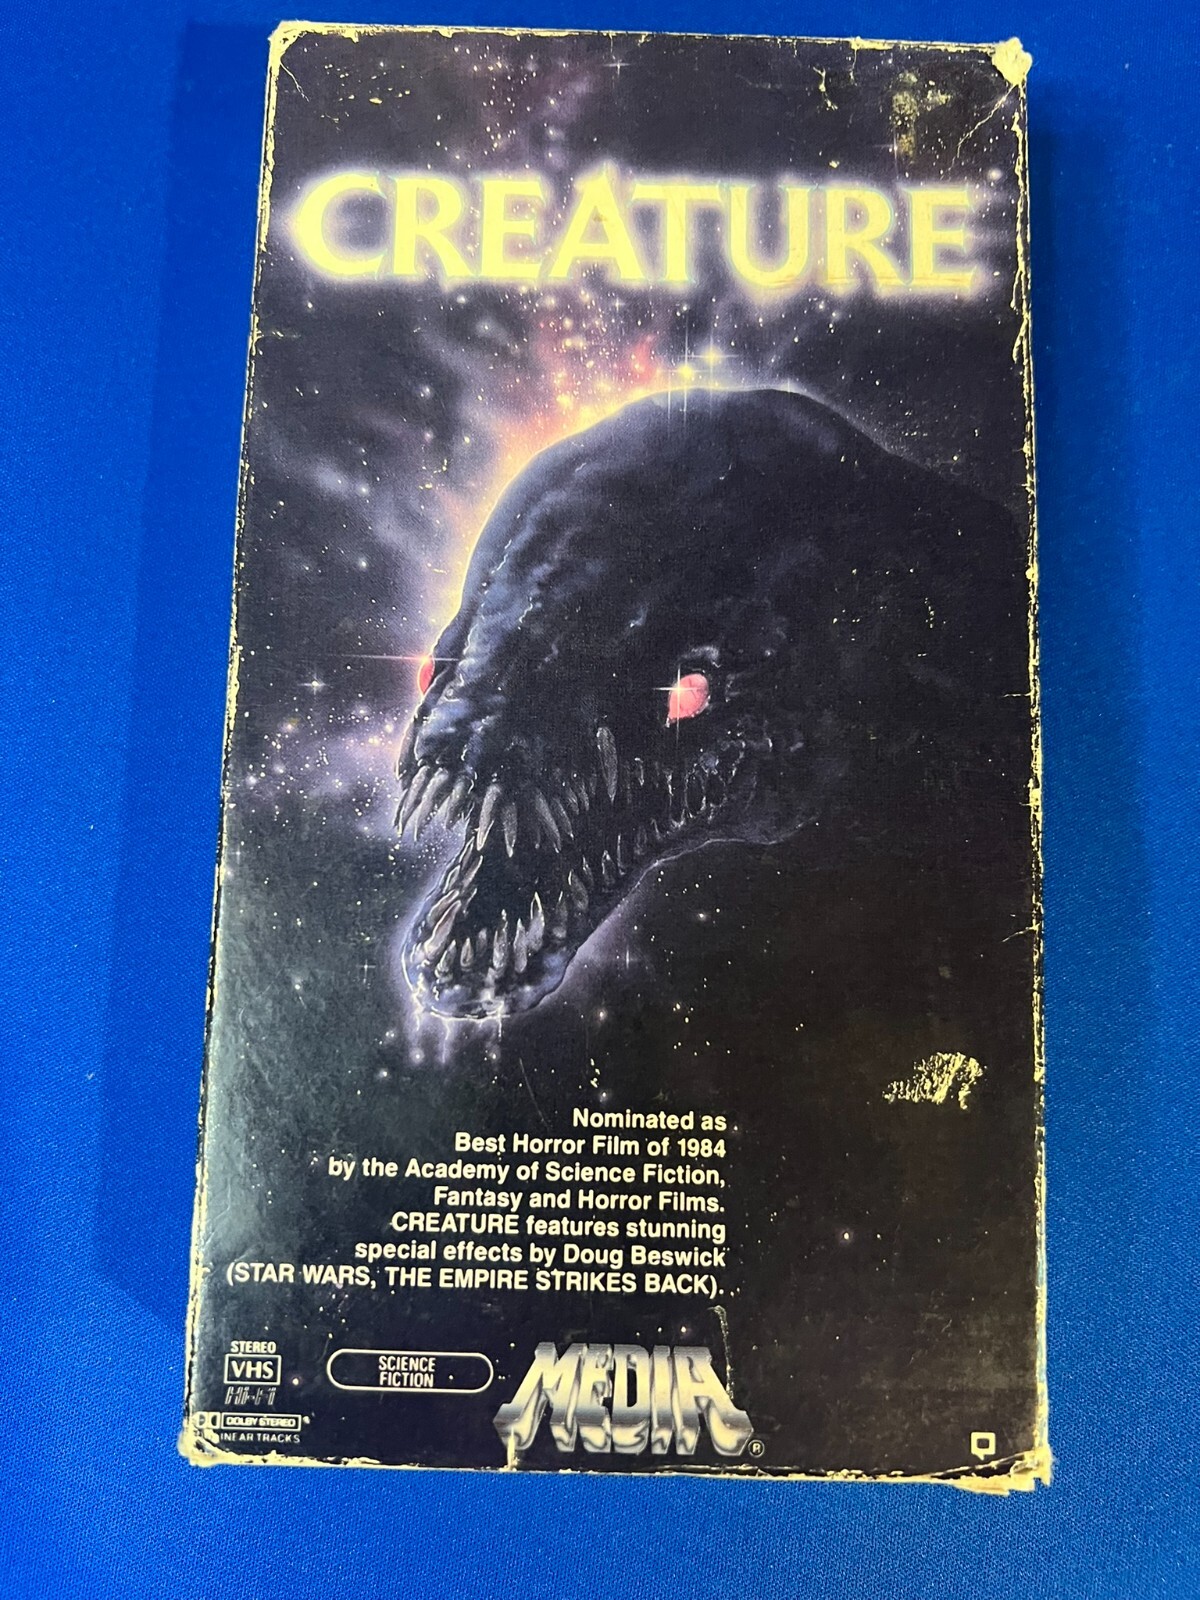 CREATURE
Nominated as
Best Horror Film of 1984
by the Academy of Science Fiction,
Fantasy and Horror Films.
CREATURE features stunning
special effects by Doug Beswick
(STAR WARS, THE EMPIRE STRIKES BACK).
STEREO
VHS
HI-FI
DOLBY STEREO
LINEAR TRACKS
SCIENCE
FICTION
MEDIA
®